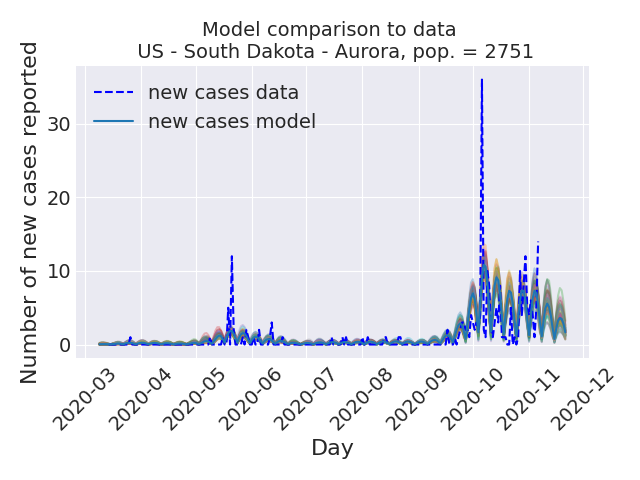 Model comparison to data
US - South Dakota - Aurora, pop. = 2751
new cases data
new cases model
Number of new cases reported
30
20
10
0
2020-03
2020-04
2020-05
2020-06
2020-07
2020-08
2020-09
2020-10
2020-11
2020-12
Day